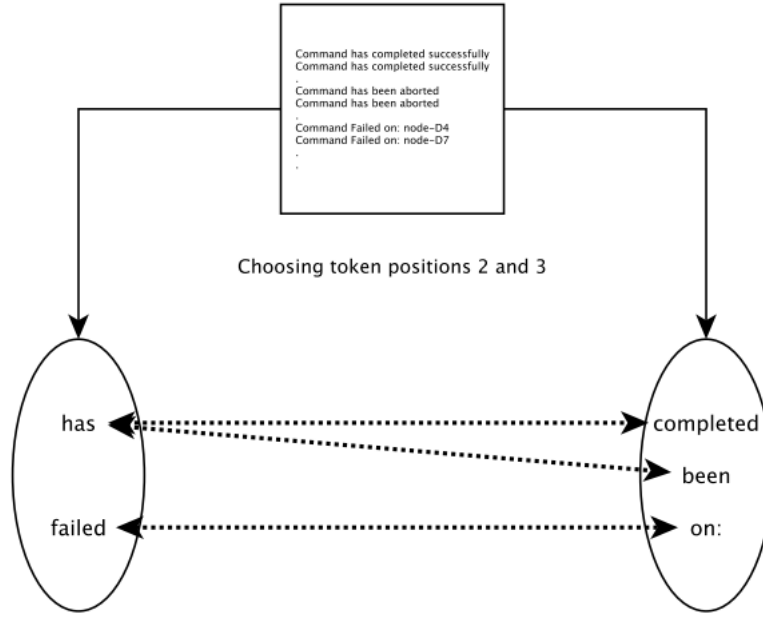 Command has completed successfully
Command has completed successfully
.
Command has been aborted
Command has been aborted
.
Command Failed on: node-D4
Command Failed on: node-D7
.
.
Choosing token positions 2 and 3
has
completed
been
failed
on: